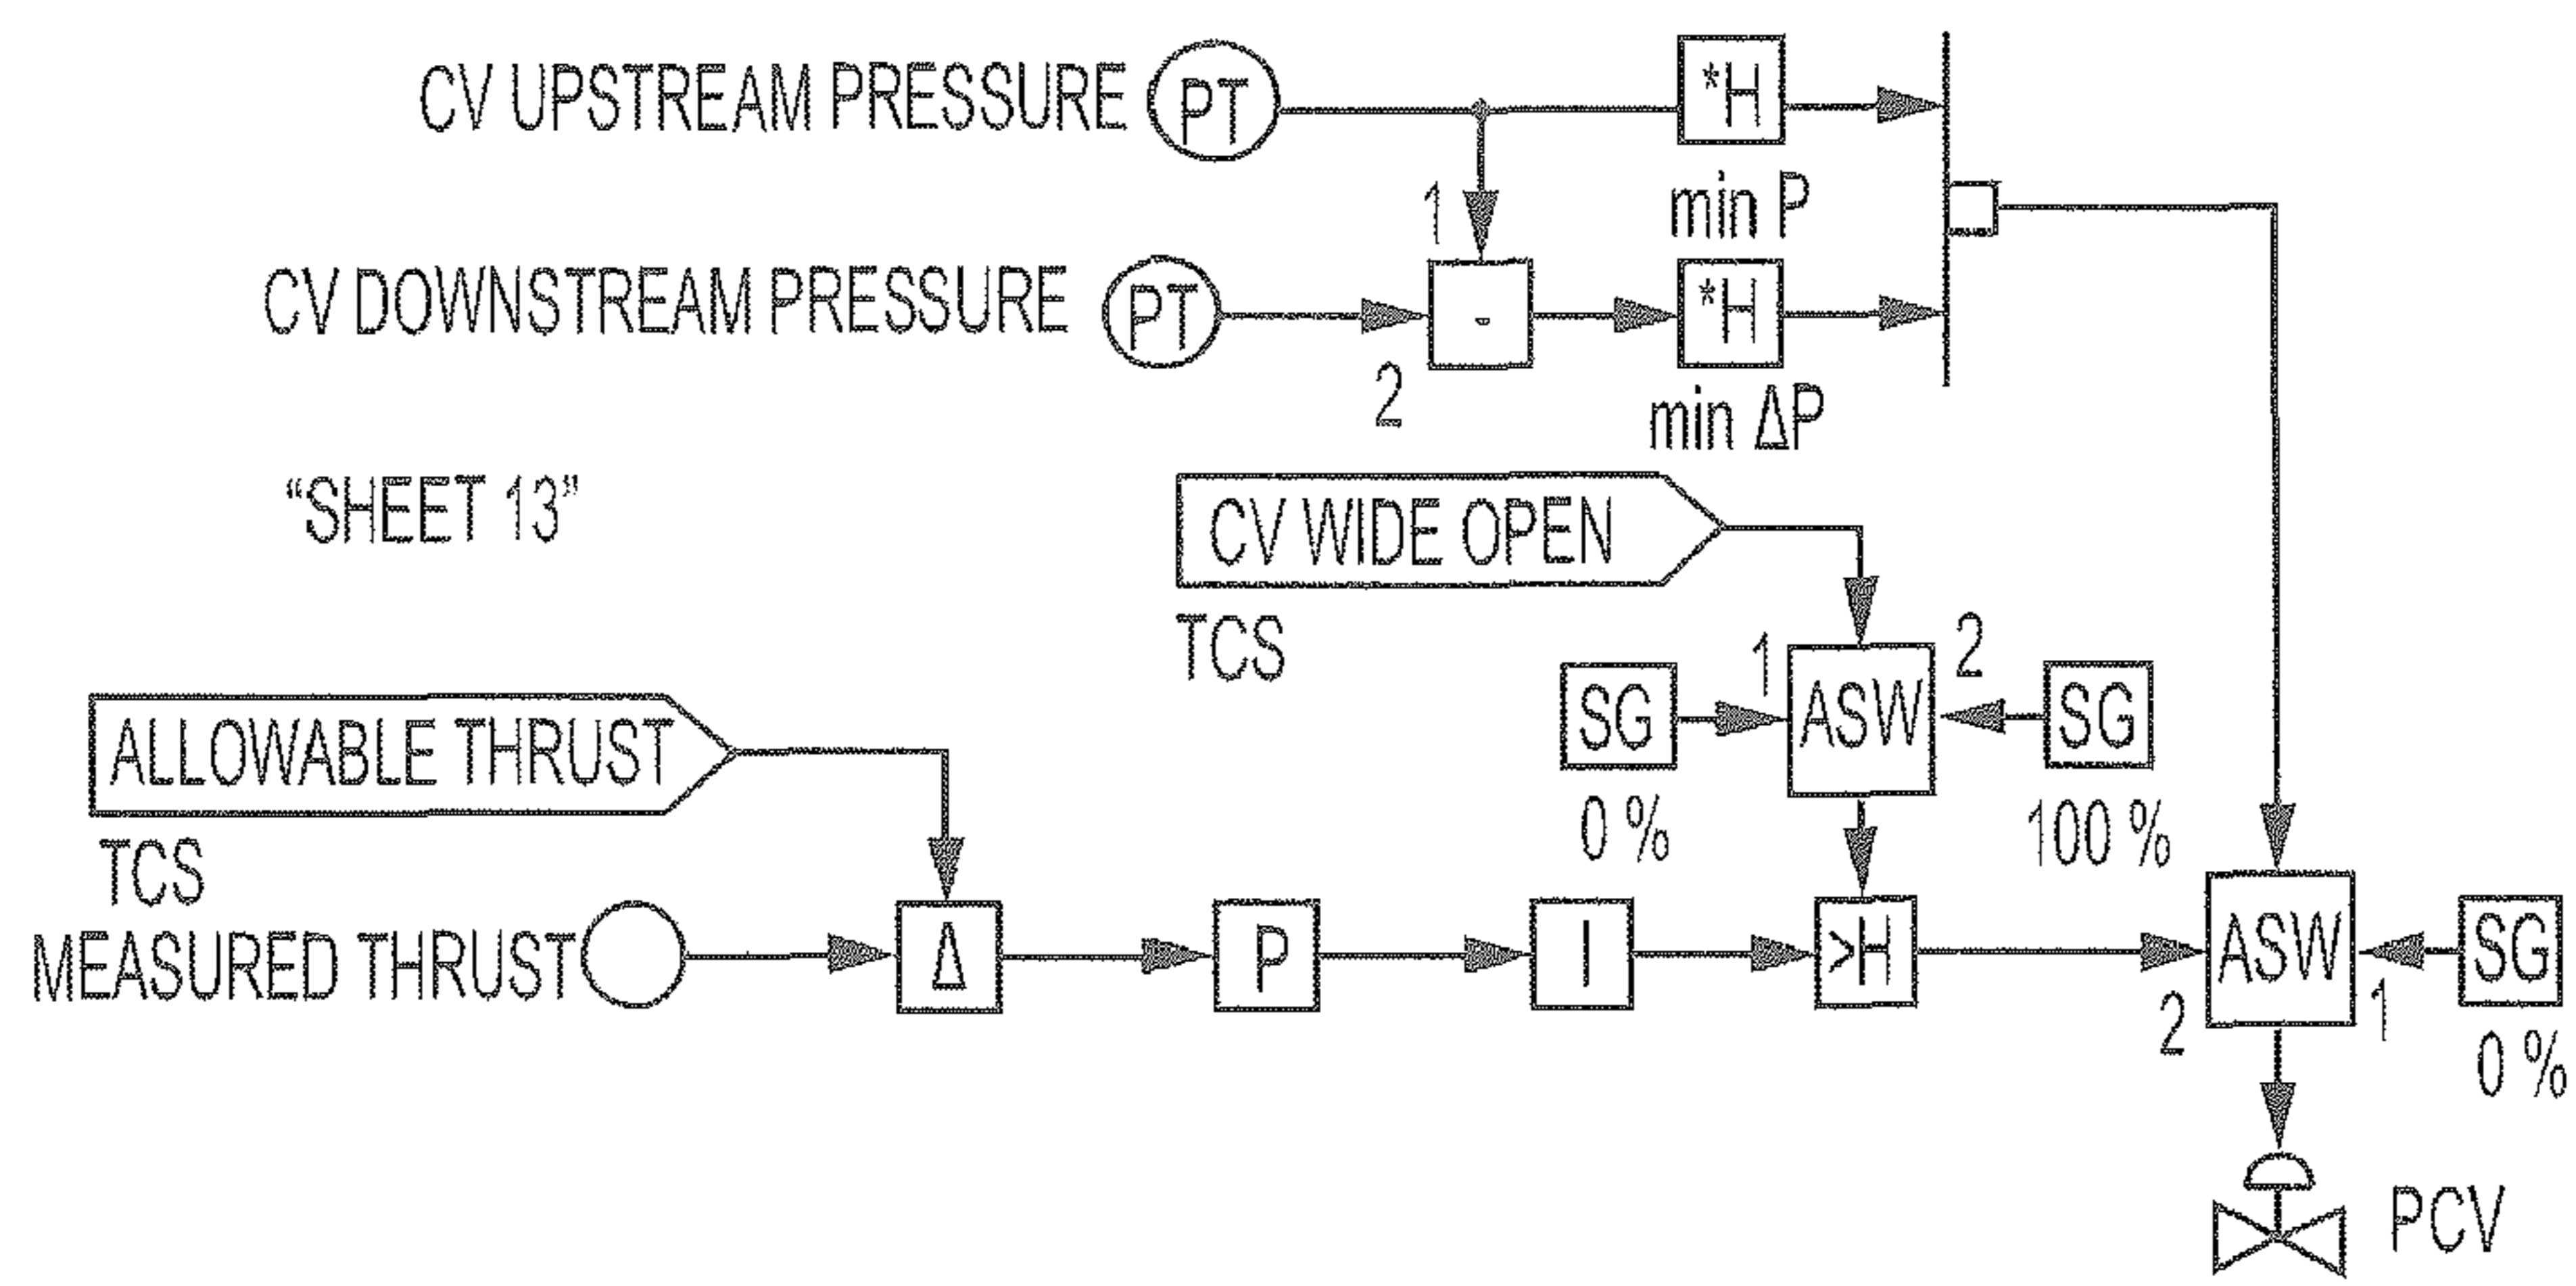 CV UPSTREAM PRESSURE PT *H
min P
1
CV DOWNSTREAM PRESSURE PT - *H
2
min ΔP
"SHEET 13"
CV WIDE OPEN
TCS
1 2
SG ASW SG
0 % 100 %
ALLOWABLE THRUST
TCS
MEASURED THRUST Δ P I >H ASW SG
2 1
0 %
PCV